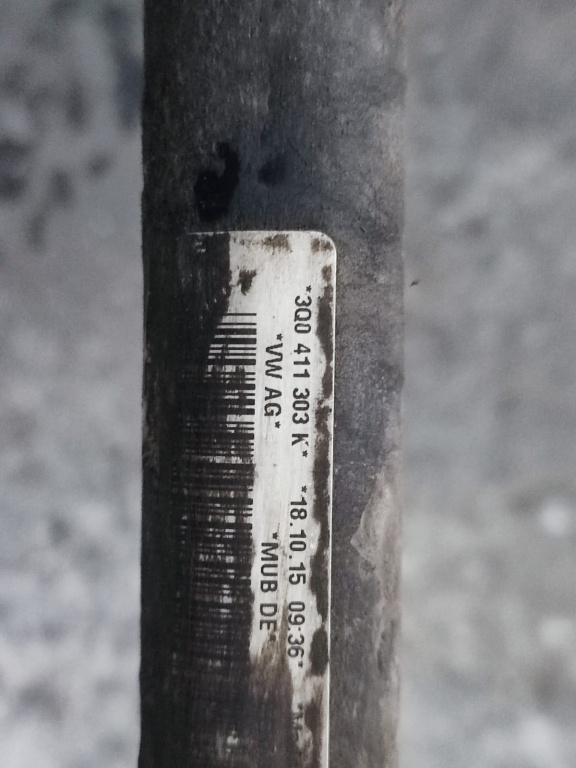 *3Q0 411 303 K* *18.10.15 09:36*
*VW AG* *MUB DE